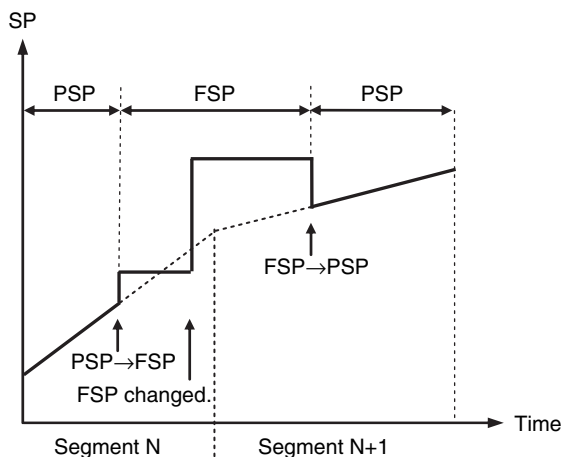 SP
PSP
FSP
PSP
FSP→PSP
PSP→FSP
FSP changed.
Time
Segment N
Segment N+1